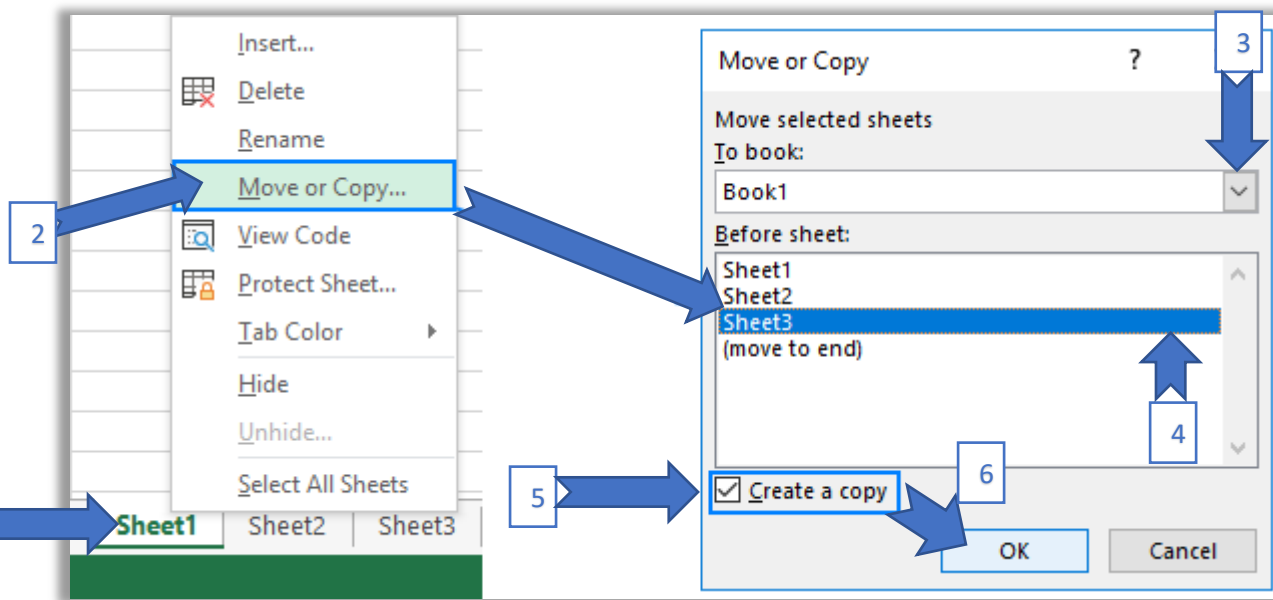 Insert...
Delete
Rename
Move or Copy...
View Code
Protect Sheet...
Tab Color
Hide
Unhide...
Select All Sheets
Sheet1 Sheet2 Sheet3
2
Move or Copy ?
3
Move selected sheets
To book:
Book1
Before sheet:
Sheet1
Sheet2
Sheet3
(move to end)
4
5
Create a copy
6
OK Cancel